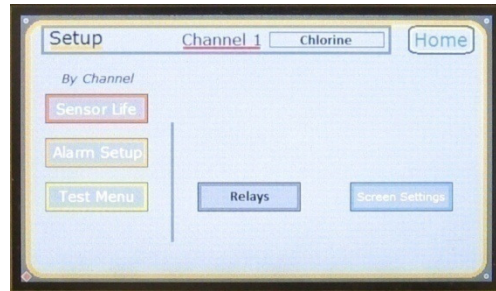 Setup Channel 1 Chlorine Home
By Channel
Sensor Life
Alarm Setup
Test Menu Relays Screen Settings